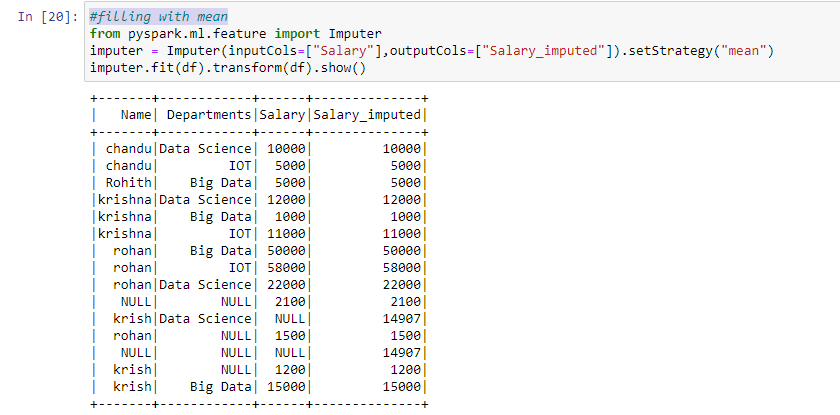 In [20]: #filling with mean
from pyspark.ml.feature import Imputer
imputer = Imputer(inputCols=["Salary"],outputCols=["Salary_imputed"]).setStrategy("mean")
imputer.fit(df).transform(df).show()
+-------+------------+------+--------------+
|   Name| Departments|Salary|Salary_imputed|
+-------+------------+------+--------------+
| chandu|Data Science| 10000|         10000|
| chandu|         IOT|  5000|          5000|
| Rohith|    Big Data|  5000|          5000|
|krishna|Data Science| 12000|         12000|
|krishna|    Big Data|  1000|          1000|
|krishna|         IOT| 11000|         11000|
|  rohan|    Big Data| 50000|         50000|
|  rohan|         IOT| 58000|         58000|
|  rohan|Data Science| 22000|         22000|
|   NULL|        NULL|  2100|          2100|
|  krish|Data Science|  NULL|         14907|
|  rohan|        NULL|  1500|          1500|
|   NULL|        NULL|  NULL|         14907|
|  krish|        NULL|  1200|          1200|
|  krish|    Big Data| 15000|         15000|
+-------+------------+------+--------------+